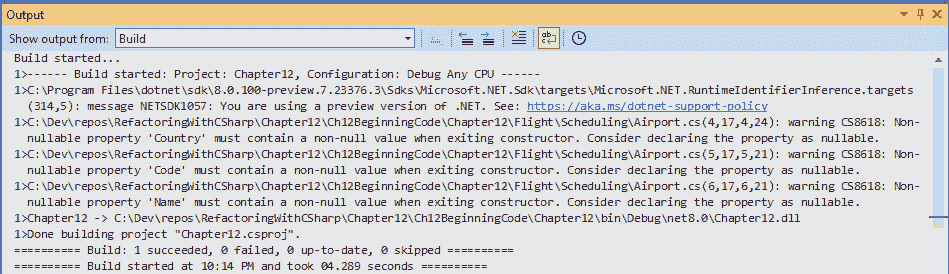 Output
Show output from: Build
Build started...
1>------ Build started: Project: Chapter12, Configuration: Debug Any CPU ------
1>C:\Program Files\dotnet\sdk\8.0.100-preview.7.23376.3\Sdks\Microsoft.NET.Sdk\targets\Microsoft.NET.RuntimeIdentifierInference.targets
(314,5): message NETSDK1057: You are using a preview version of .NET. See: https://aka.ms/dotnet-support-policy
1>C:\Dev\repos\RefactoringWithCSharp\Chapter12\Ch12BeginningCode\Chapter12\Flight\Scheduling\Airport.cs(4,17,4,24): warning CS8618: Non-
nullable property 'Country' must contain a non-null value when exiting constructor. Consider declaring the property as nullable.
1>C:\Dev\repos\RefactoringWithCSharp\Chapter12\Ch12BeginningCode\Chapter12\Flight\Scheduling\Airport.cs(5,17,5,21): warning CS8618: Non-
nullable property 'Code' must contain a non-null value when exiting constructor. Consider declaring the property as nullable.
1>C:\Dev\repos\RefactoringWithCSharp\Chapter12\Ch12BeginningCode\Chapter12\Flight\Scheduling\Airport.cs(6,17,6,21): warning CS8618: Non-
nullable property 'Name' must contain a non-null value when exiting constructor. Consider declaring the property as nullable.
1>Chapter12 -> C:\Dev\repos\RefactoringWithCSharp\Chapter12\Ch12BeginningCode\Chapter12\bin\Debug\net8.0\Chapter12.dll
1>Done building project "Chapter12.csproj".
========== Build: 1 succeeded, 0 failed, 0 up-to-date, 0 skipped ==========
========== Build started at 10:14 PM and took 04.289 seconds ==========